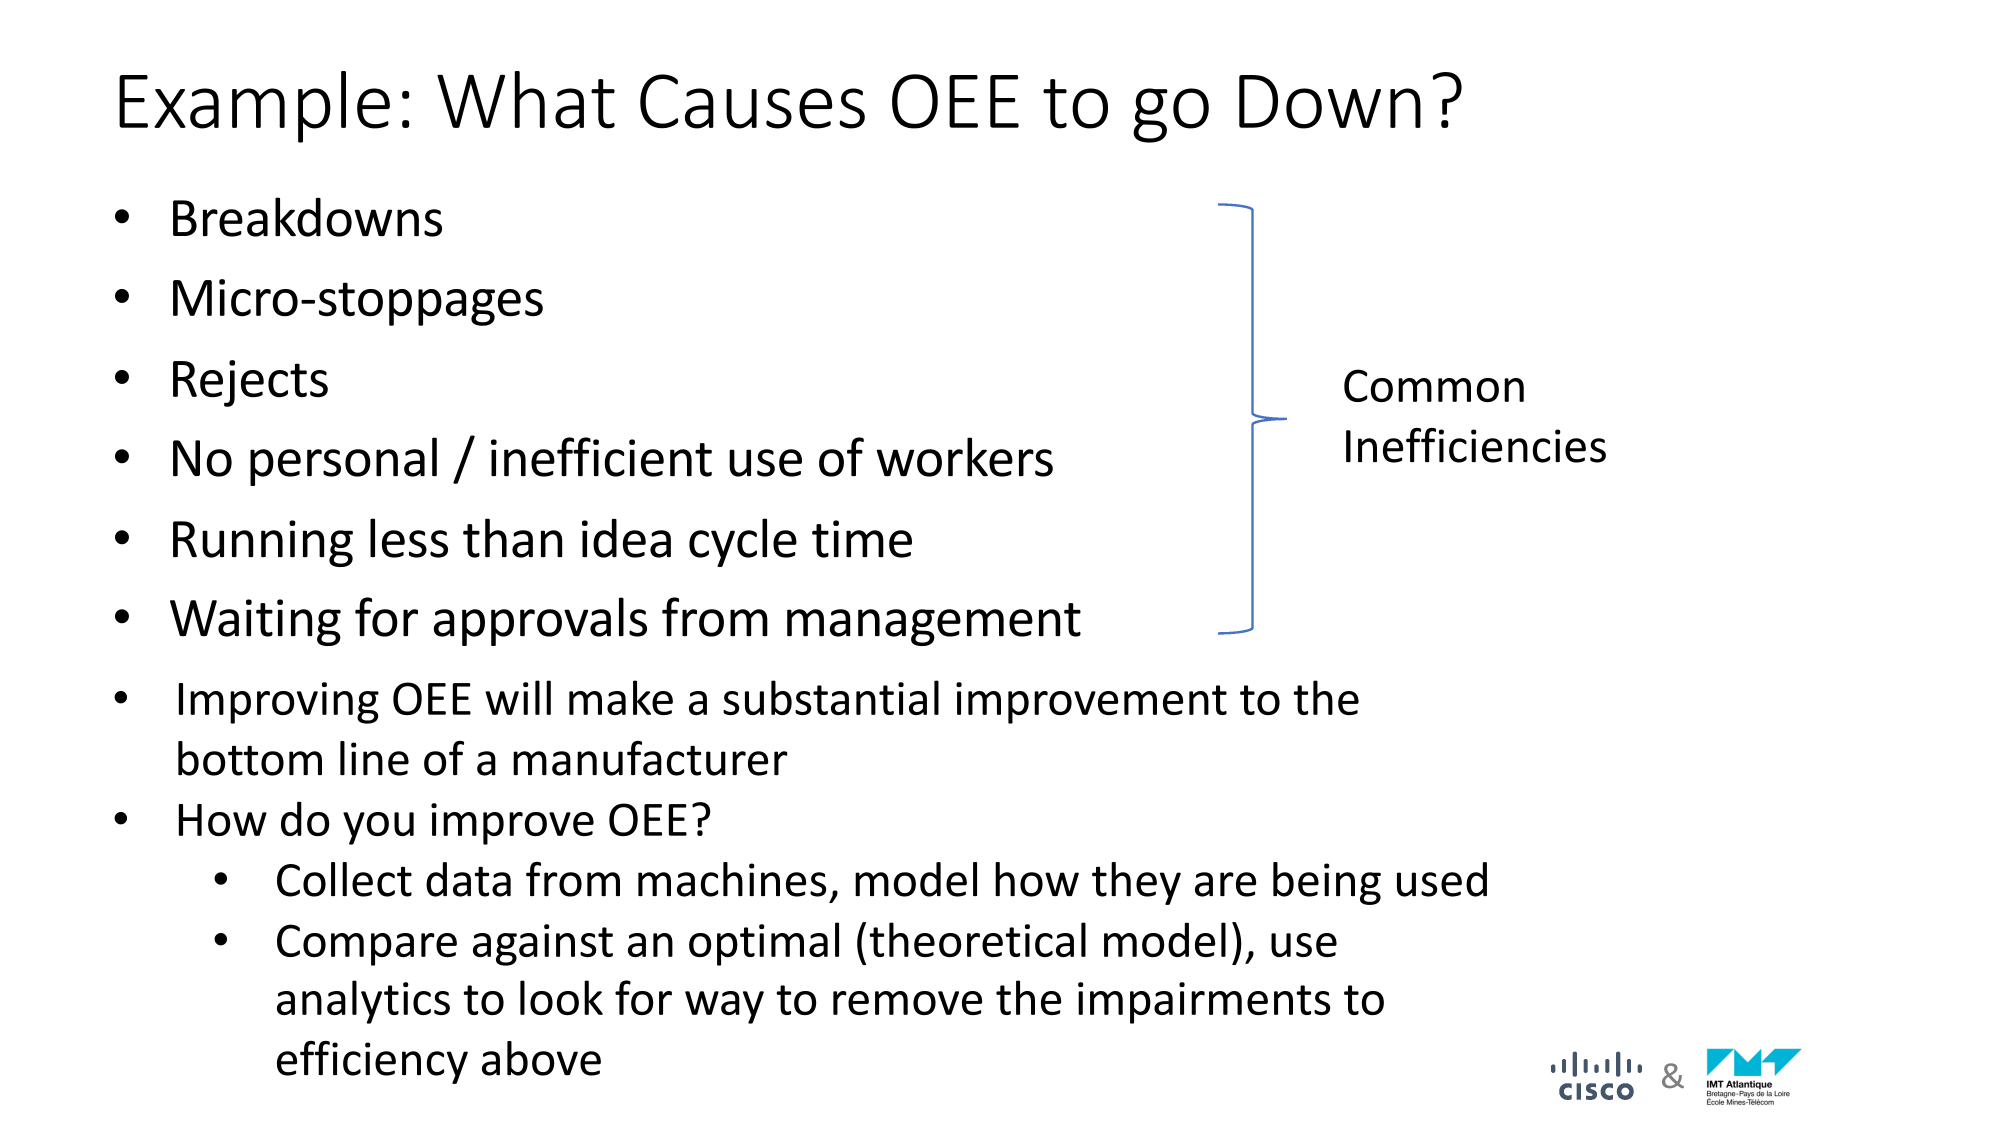 Example: What Causes OEE to go Down?
• Breakdowns
• Micro-stoppages
• Rejects
• No personal / inefficient use of workers
• Running less than idea cycle time
• Waiting for approvals from management
Common
Inefficiencies
• Improving OEE will make a substantial improvement to the
bottom line of a manufacturer
• How do you improve OEE?
• Collect data from machines, model how they are being used
• Compare against an optimal (theoretical model), use
analytics to look for way to remove the impairments to
efficiency above
CISCO & IMT
IMT Atlantique
Bretagne-Pays de la Loire
École Mines-Télécom